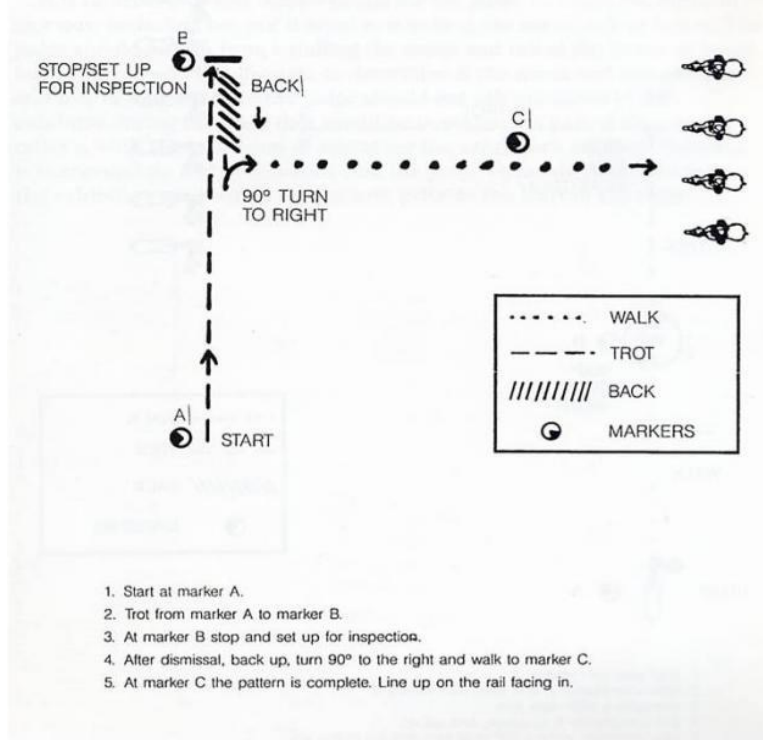 B
STOP/SET UP
FOR INSPECTION
BACK
C
90º TURN
TO RIGHT
WALK
TROT
BACK
MARKERS
A
START
1. Start at marker A.
2. Trot from marker A to marker B.
3. At marker B stop and set up for inspection.
4. After dismissal, back up, turn 90º to the right and walk to marker C.
5. At marker C the pattern is complete. Line up on the rail facing in.